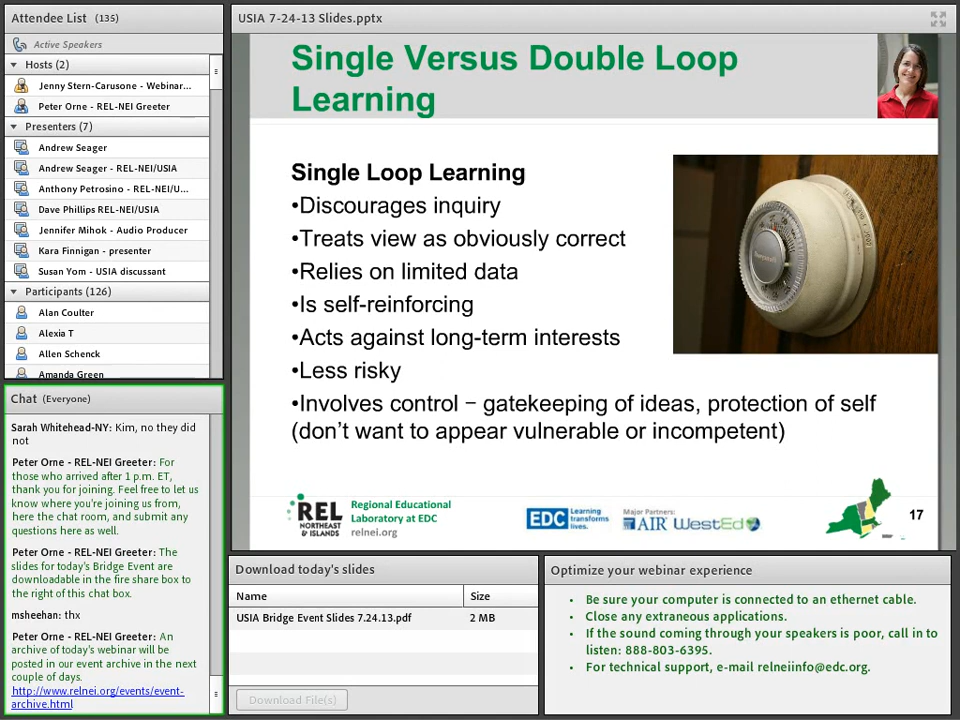 Attendee List (135)
Active Speakers
Hosts (2)
Jenny Stern-Carusone - Webinar...
Peter Orne - REL-NEI Greeter
Presenters (7)
Andrew Seager
Andrew Seager - REL-NEI/USIA
Anthony Petrosino - REL-NEI/U...
Dave Phillips REL-NEI/USIA
Jennifer Mihok - Audio Producer
Kara Finnigan - presenter
Susan Yom - USIA discussant
Participants (126)
Alan Coulter
Alexia T
Allen Schenck
Amanda Green
Chat (Everyone)
Sarah Whitehead-NY: Kim, no they did
not
Peter Orne - REL-NEI Greeter: For
those who arrived after 1 p.m. ET,
thank you for joining. Feel free to let us
know where you're joining us from,
here the chat room, and submit any
questions here as well.
Peter Orne - REL-NEI Greeter: The
slides for today's Bridge Event are
downloadable in the fire share box to
the right of this chat box.
msheehan: thx
Peter Orne - REL-NEI Greeter: An
archive of today's webinar will be
posted in our event archive in the next
couple of days.
http://www.relnei.org/events/event-
archive.html
USIA 7-24-13 Slides.pptx
Single Versus Double Loop
Learning
Single Loop Learning
•Discourages inquiry
•Treats view as obviously correct
•Relies on limited data
•Is self-reinforcing
•Acts against long-term interests
•Less risky
•Involves control – gatekeeping of ideas, protection of self
(don't want to appear vulnerable or incompetent)
Honeywell
REL
NORTHEAST
& ISLANDS
Regional Educational
Laboratory at EDC
relnei.org
EDC Learning
transforms
lives.
Major Partners:
AIR WestEd
17
Download today's slides
Name Size
USIA Bridge Event Slides 7.24.13.pdf 2 MB
Download File(s)
Optimize your webinar experience
• Be sure your computer is connected to an ethernet cable.
• Close any extraneous applications.
• If the sound coming through your speakers is poor, call in to
listen: 888-803-6395.
• For technical support, e-mail relneiinfo@edc.org.